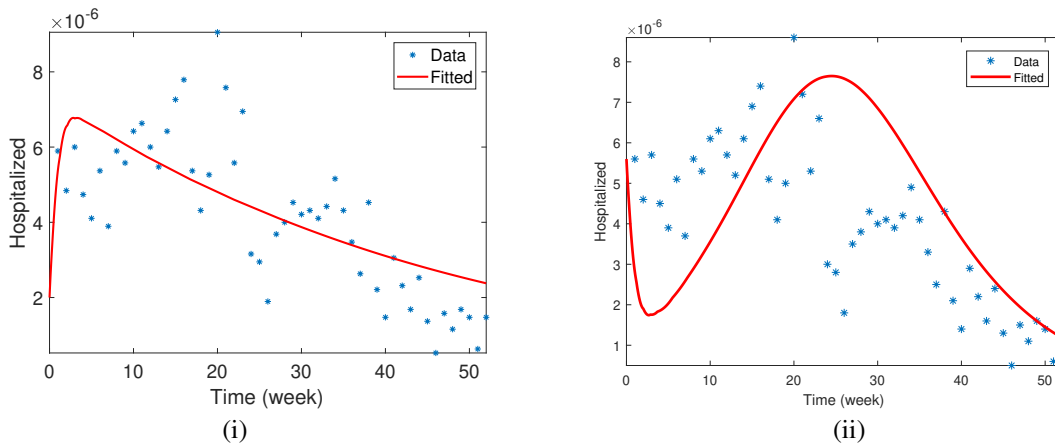 ×10⁻⁶
Data
Fitted
8
6
4
2
Hospitalized
0 10 20 30 40 50
Time (week)
(i)
×10⁻⁶
Data
Fitted
8
7
6
5
4
3
2
1
Hospitalized
0 10 20 30 40 50
Time (week)
(ii)